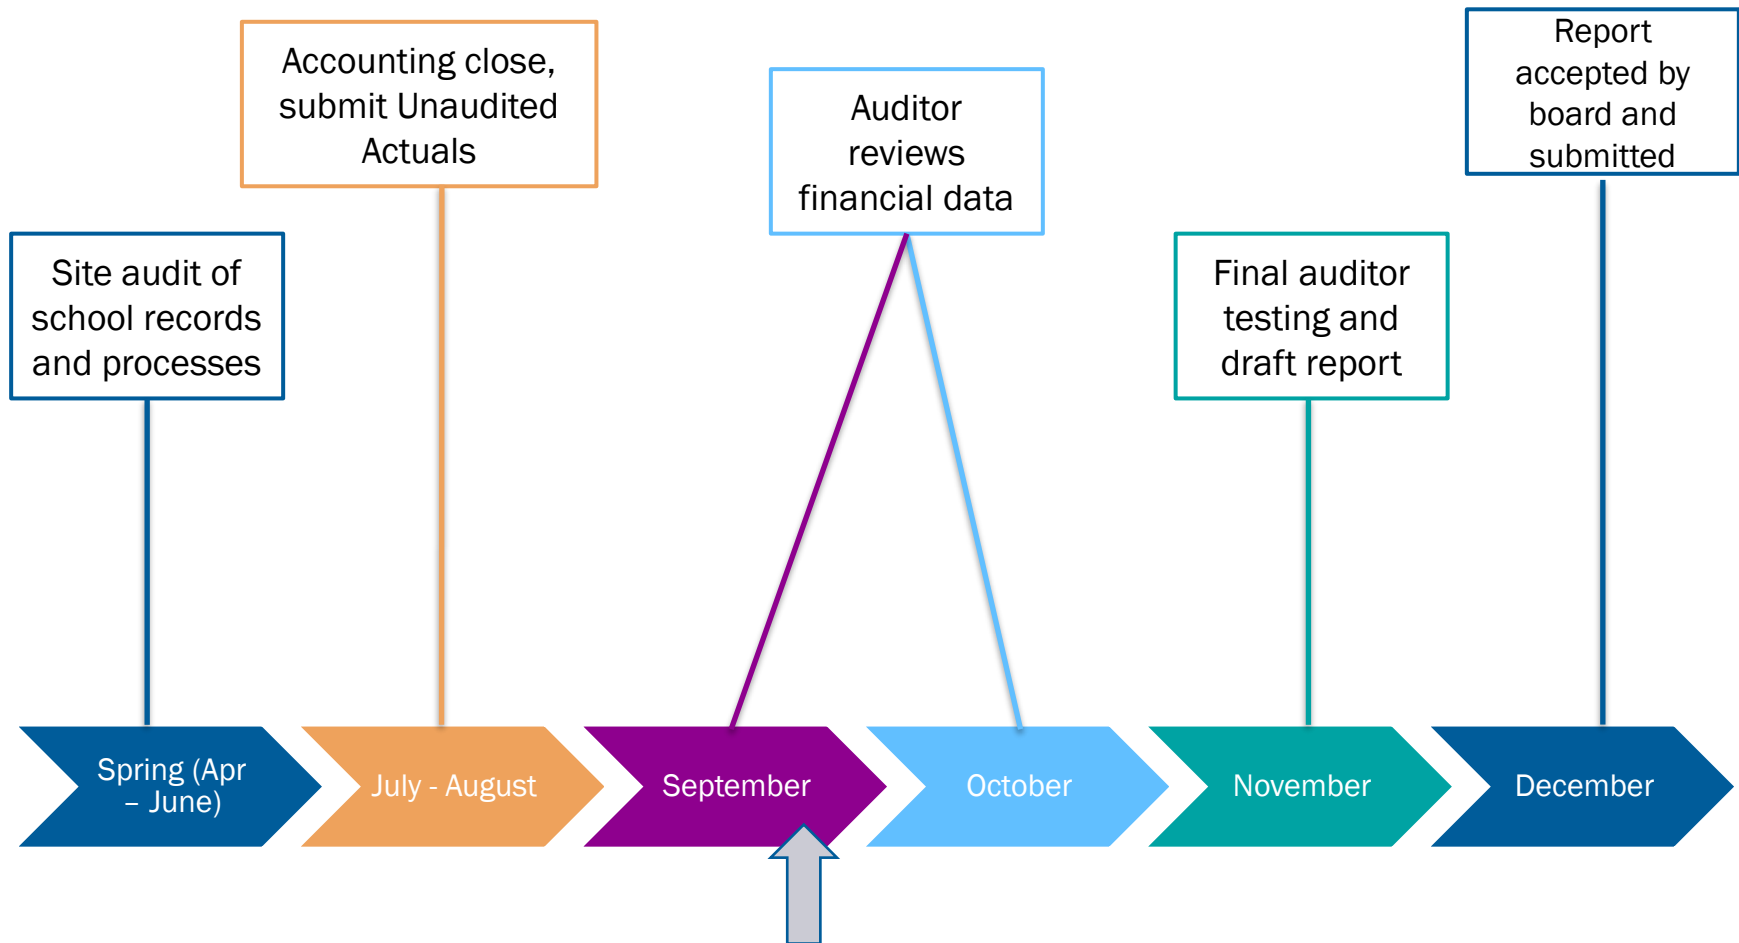 Accounting close,
submit Unaudited
Actuals
Auditor
reviews
financial data
Report
accepted by
board and
submitted
Site audit of
school records
and processes
Final auditor
testing and
draft report
Spring (Apr
– June)
July - August
September
October
November
December